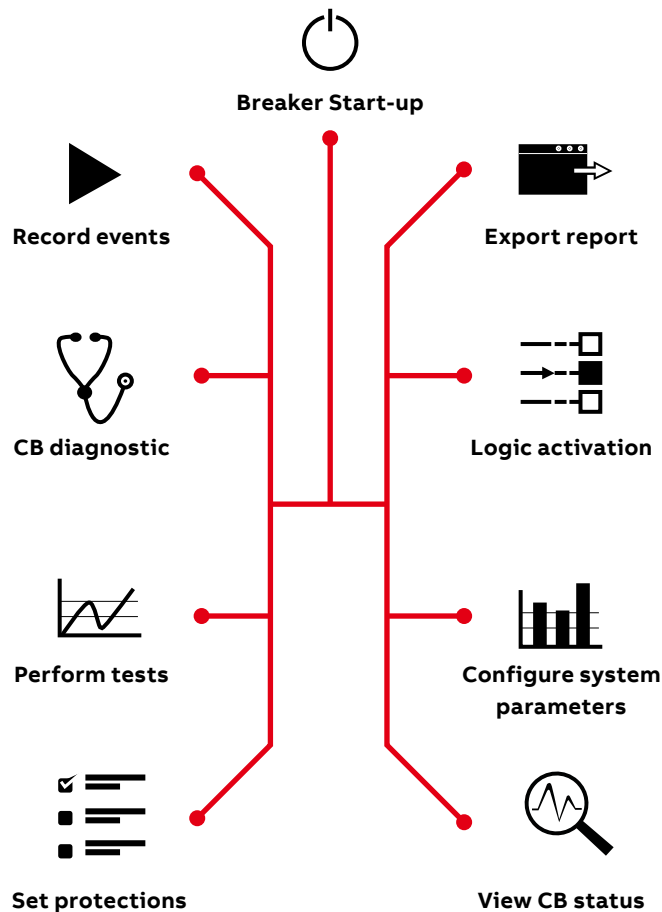 Breaker Start-up
Record events
Export report
CB diagnostic
Logic activation
Perform tests
Configure system
parameters
Set protections
View CB status